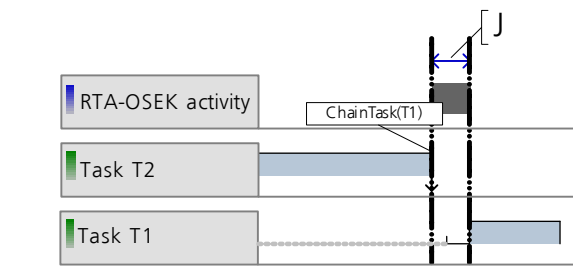 J
RTA-OSEK activity
ChainTask(T1)
Task T2
Task T1